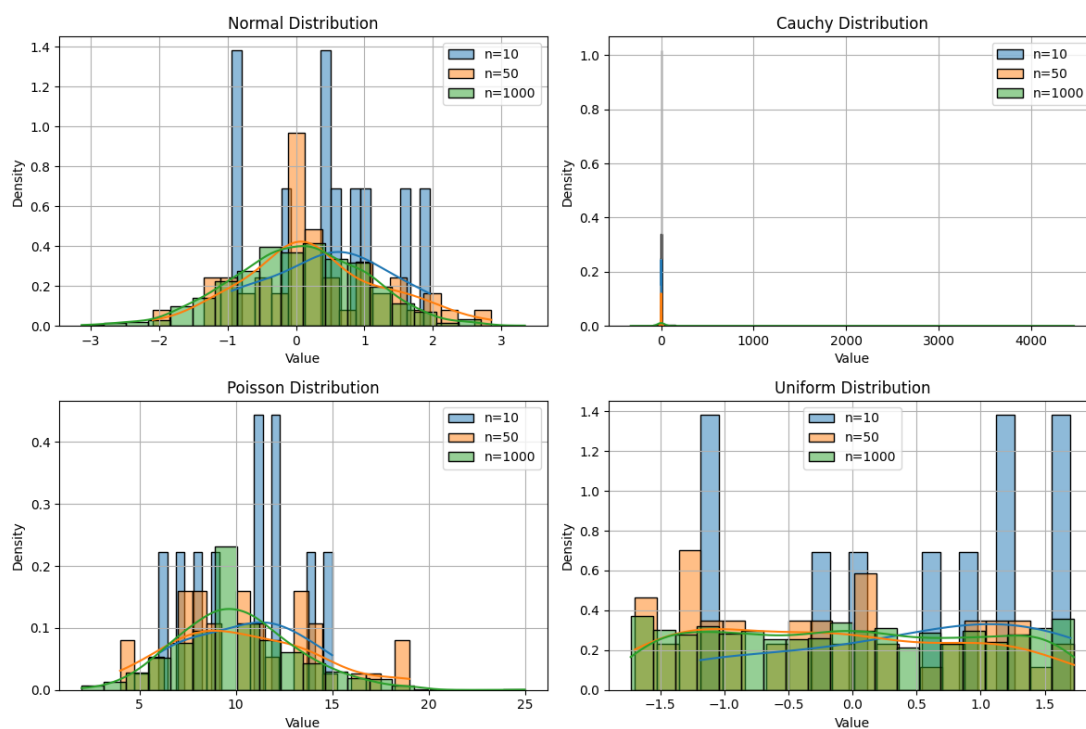 Normal Distribution
1.4
1.2
1.0
0.8
0.6
0.4
0.2
0.0
Density
n=10
n=50
n=1000
−3
−2
−1
0
1
2
3
Value
Cauchy Distribution
1.0
0.8
0.6
0.4
0.2
0.0
Density
n=10
n=50
n=1000
0
1000
2000
3000
4000
Value
Poisson Distribution
0.4
0.3
0.2
0.1
0.0
Density
n=10
n=50
n=1000
5
10
15
20
25
Value
Uniform Distribution
1.4
1.2
1.0
0.8
0.6
0.4
0.2
0.0
Density
n=10
n=50
n=1000
−1.5
−1.0
−0.5
0.0
0.5
1.0
1.5
Value